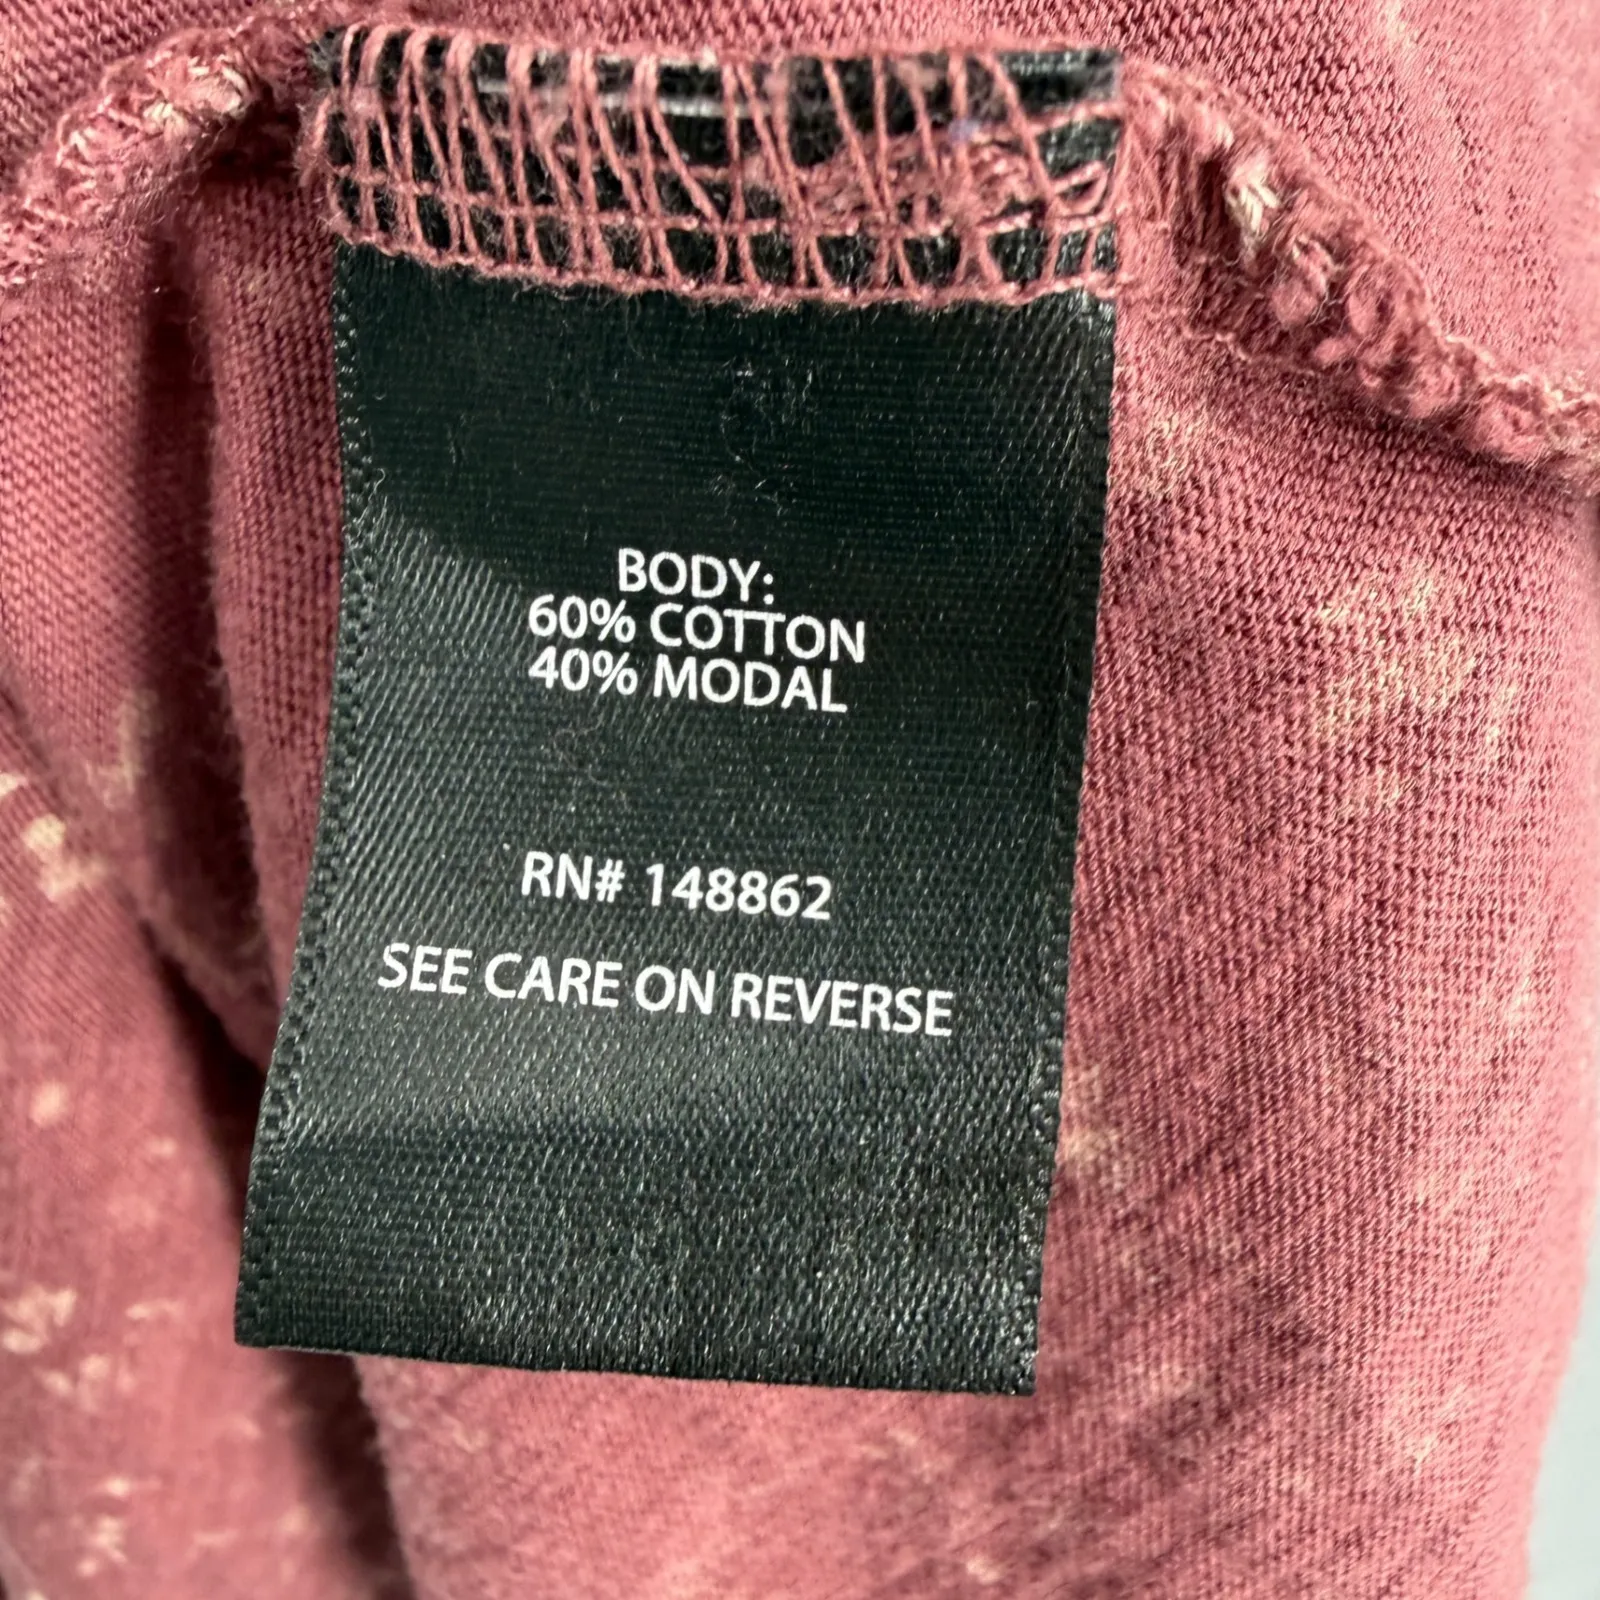 BODY:
60% COTTON
40% MODAL
RN# 148862
SEE CARE ON REVERSE